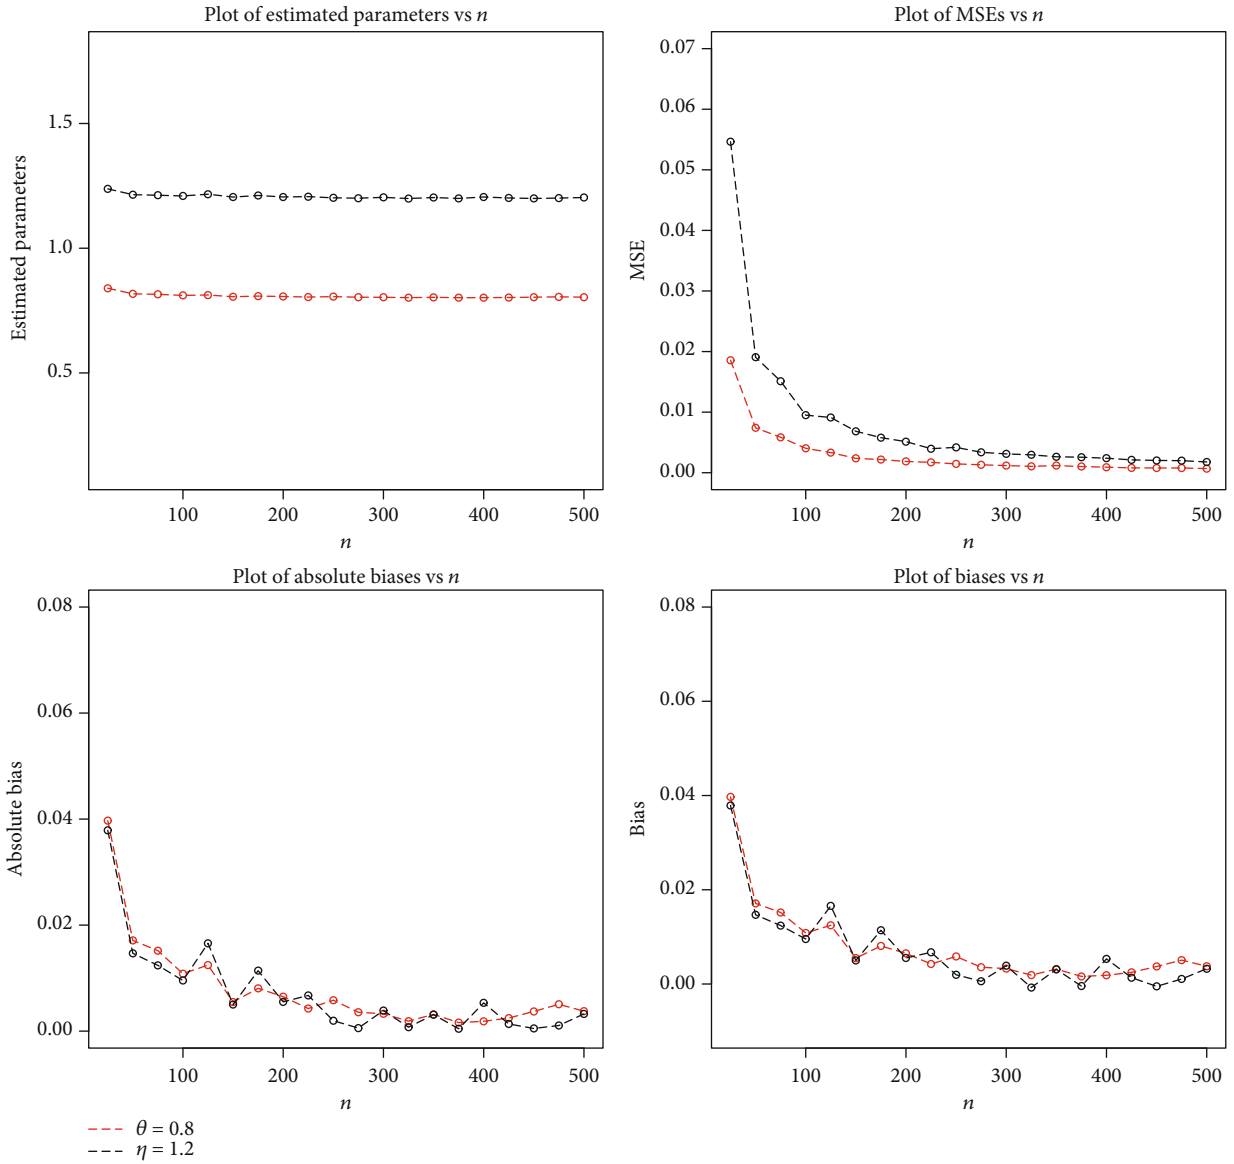 Plot of estimated parameters vs n
1.5
1.0
0.5
Estimated parameters
100 200 300 400 500
n
Plot of MSEs vs n
0.07
0.06
0.05
0.04
0.03
0.02
0.01
0.00
MSE
100 200 300 400 500
n
Plot of absolute biases vs n
0.08
0.06
0.04
0.02
0.00
Absolute bias
100 200 300 400 500
n
Plot of biases vs n
0.08
0.06
0.04
0.02
0.00
Bias
100 200 300 400 500
n
θ = 0.8
η = 1.2